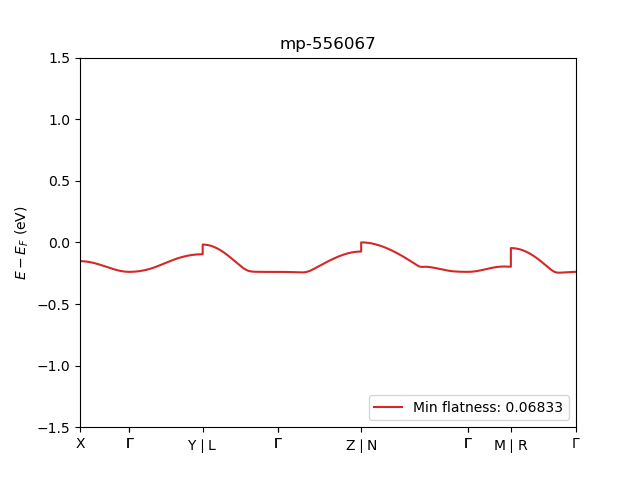 mp-556067
1.5
1.0
0.5
0.0
−0.5
−1.0
−1.5
E − E_F (eV)
Min flatness: 0.06833
X Γ Y | L Γ Z | N Γ M | R Γ